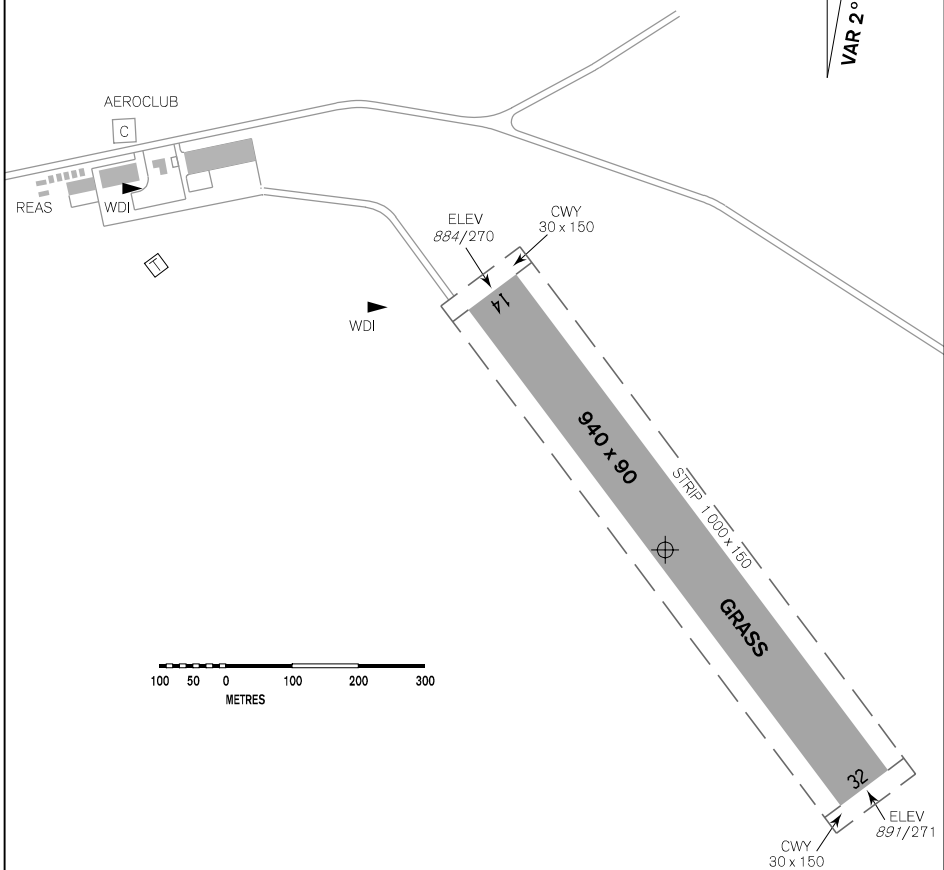 VAR 2°
AEROCLUB
C
REAS
WDI
T
WDI
ELEV
884/270
CWY
30 x 150
14
940 x 90
STRIP 1000 x 150
GRASS
32
ELEV
891/271
CWY
30 x 150
100 50 0 100 200 300
METRES